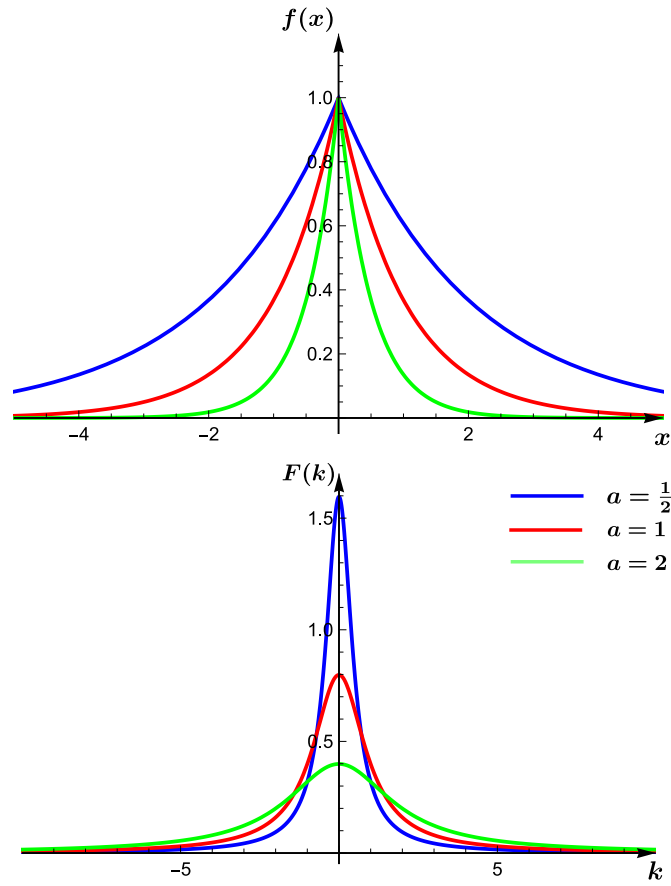 f(x)
1.0
0.8
0.6
0.4
0.2
−4 −2 2 4 x
F(k)
1.5
1.0
0.5
−5 5 k
a = 1/2
a = 1
a = 2